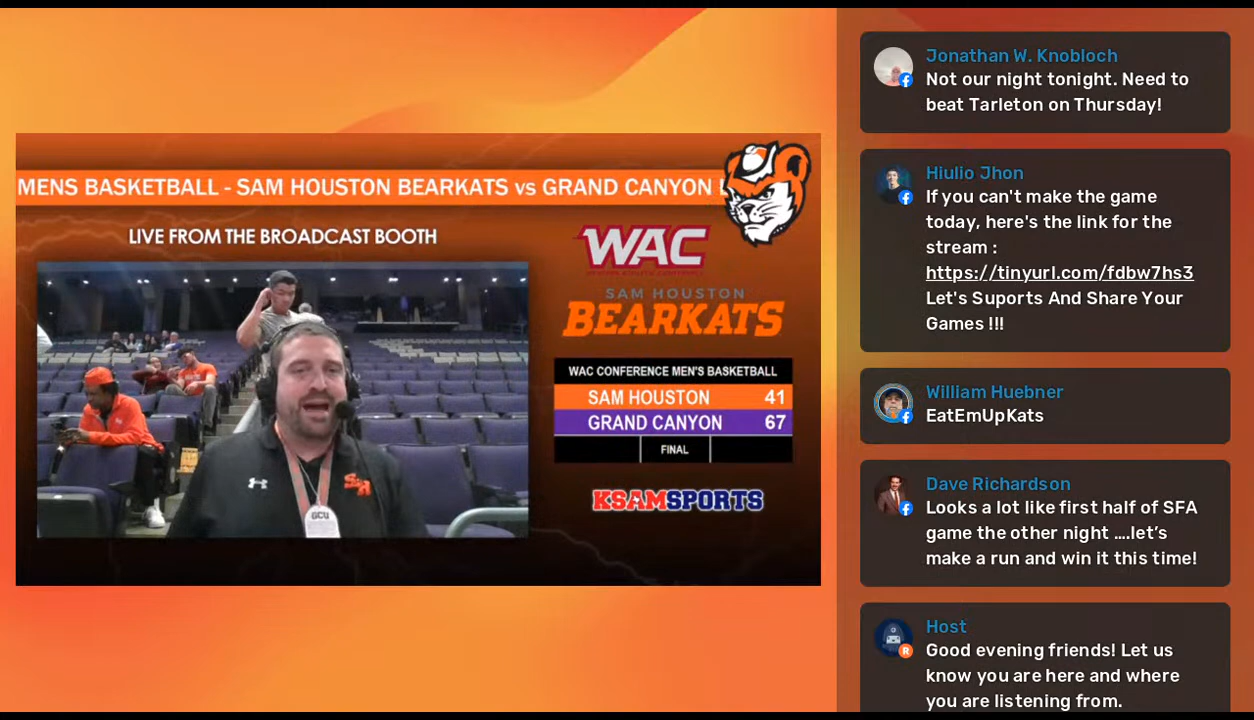 MENS BASKETBALL - SAM HOUSTON BEARKATS vs GRAND CANYON
LIVE FROM THE BROADCAST BOOTH
WAC
SAM HOUSTON
BEARKATS
WAC CONFERENCE MEN'S BASKETBALL
SAM HOUSTON 41
GRAND CANYON 67
FINAL
KSAMSPORTS
GCU
Jonathan W. Knobloch
Not our night tonight. Need to
beat Tarleton on Thursday!
Hiulio Jhon
If you can't make the game
today, here's the link for the
stream :
https://tinyurl.com/fdbw7hs3
Let's Suports And Share Your
Games !!!
William Huebner
EatEmUpKats
Dave Richardson
Looks a lot like first half of SFA
game the other night ....let's
make a run and win it this time!
Host
Good evening friends! Let us
know you are here and where
you are listening from.